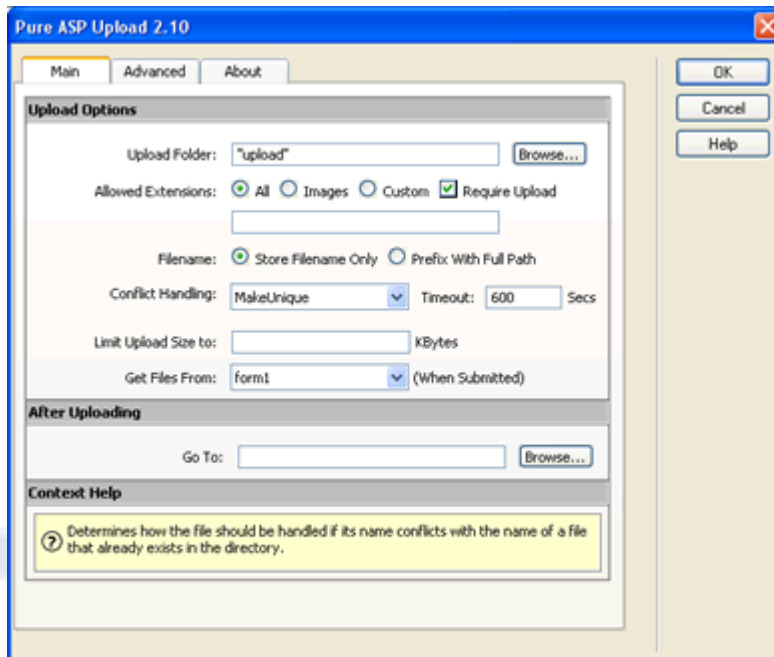 Pure ASP Upload 2.10
Main Advanced About
OK
Cancel
Help
Upload Options
Upload Folder: "upload" Browse...
Allowed Extensions: All Images Custom Require Upload
Filename: Store Filename Only Prefix With Full Path
Conflict Handling: MakeUnique Timeout: 600 Secs
Limit Upload Size to: KBytes
Get Files From: form1 (When Submitted)
After Uploading
Go To: Browse...
Context Help
? Determines how the file should be handled if its name conflicts with the name of a file
that already exists in the directory.